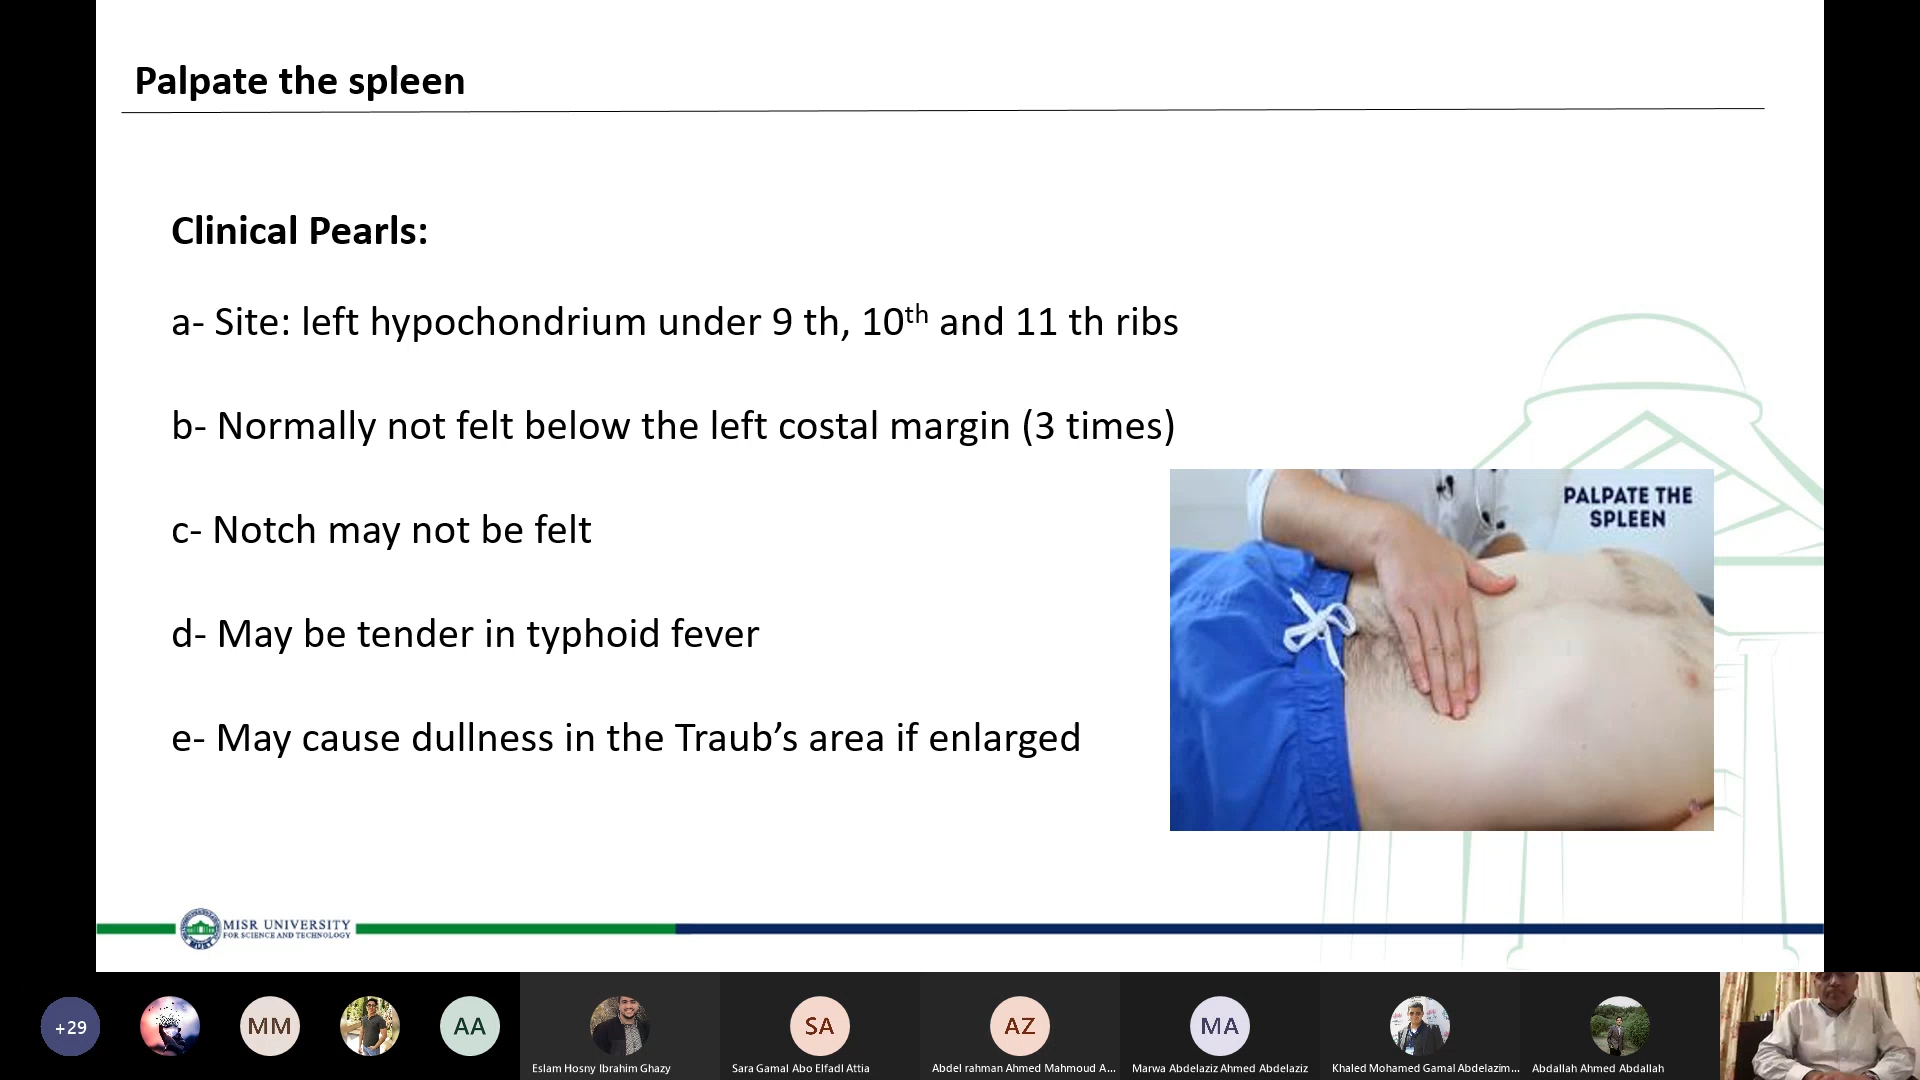 Palpate the spleen
Clinical Pearls:
a- Site: left hypochondrium under 9 th, 10th and 11 th ribs
b- Normally not felt below the left costal margin (3 times)
c- Notch may not be felt
d- May be tender in typhoid fever
e- May cause dullness in the Traub’s area if enlarged
PALPATE THE
SPLEEN
MISR UNIVERSITY
FOR SCIENCE AND TECHNOLOGY
MUST
+29
MM
AA
SA
AZ
MA
Eslam Hosny Ibrahim Ghazy
Sara Gamal Abo Elfadl Attia
Abdel rahman Ahmed Mahmoud A...
Marwa Abdelaziz Ahmed Abdelaziz
Khaled Mohamed Gamal Abdelazim...
Abdallah Ahmed Abdallah